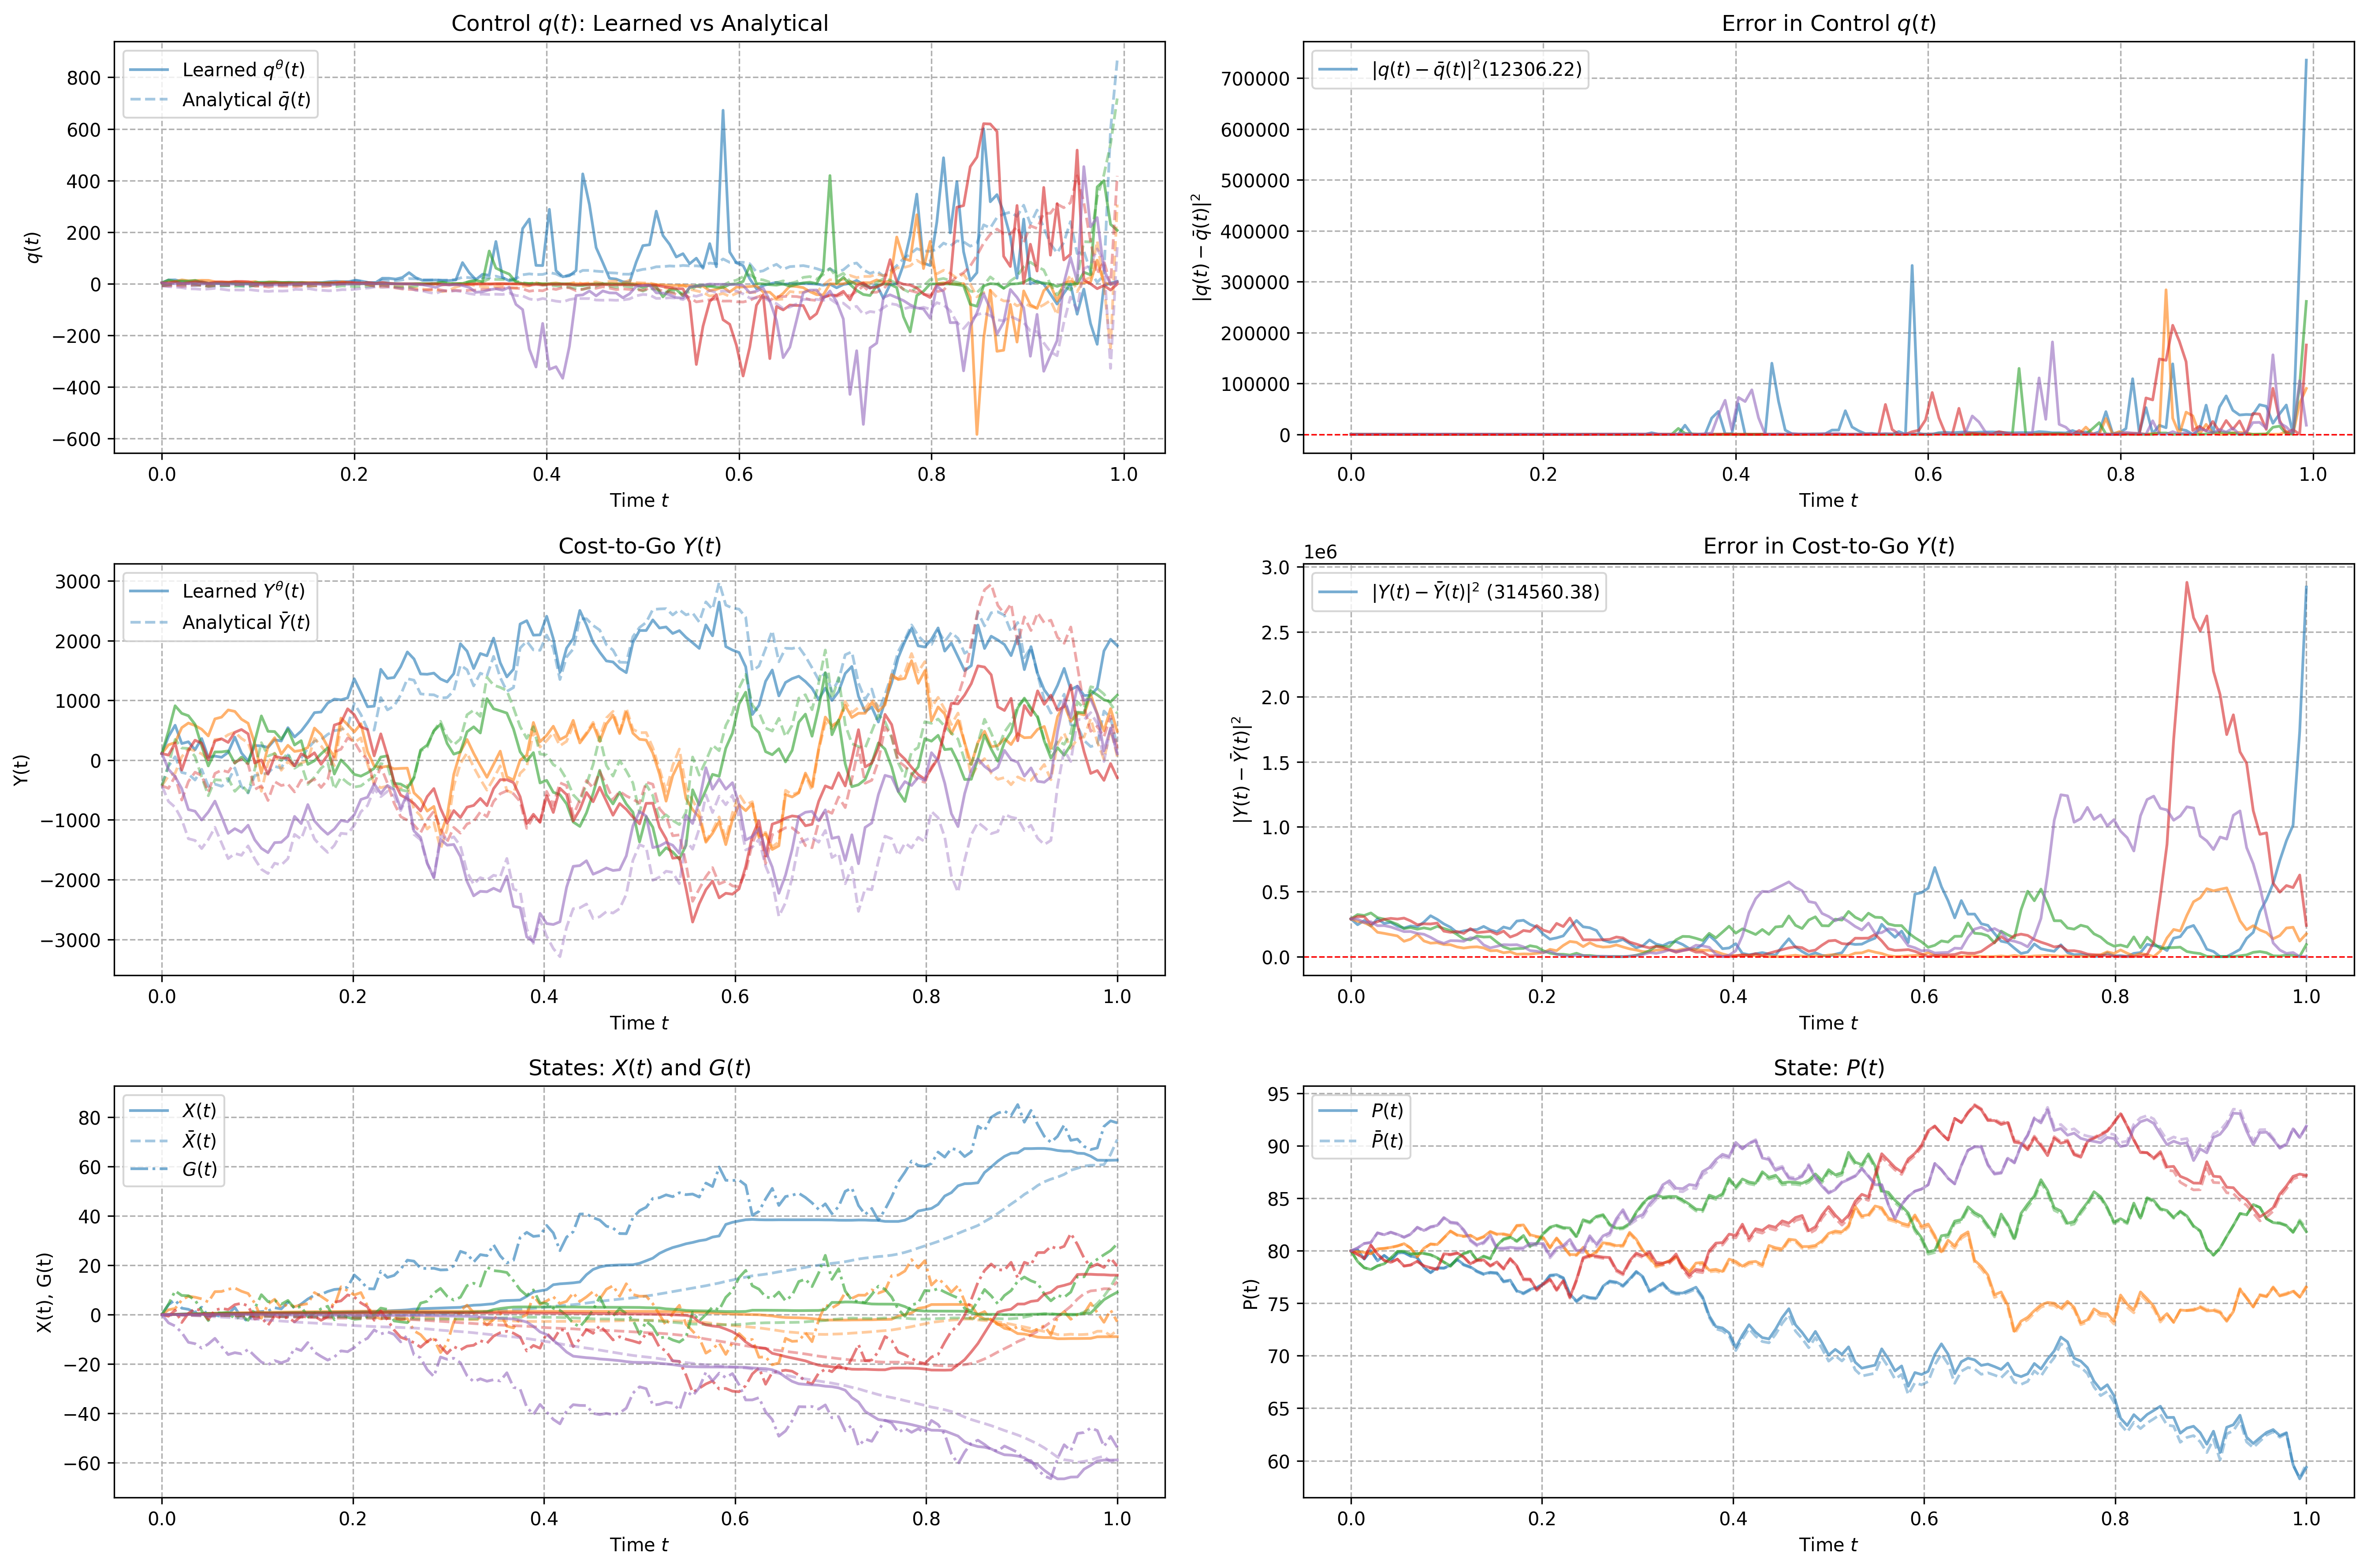 Control q(t): Learned vs Analytical
Learned q^θ(t)
Analytical q̄(t)
q(t)
800
600
400
200
0
−200
−400
−600
0.0 0.2 0.4 0.6 0.8 1.0
Time t
Error in Control q(t)
|q(t) − q̄(t)|²(12306.22)
|q(t) − q̄(t)|²
700000
600000
500000
400000
300000
200000
100000
0
0.0 0.2 0.4 0.6 0.8 1.0
Time t
Cost-to-Go Y(t)
Learned Y^θ(t)
Analytical Ȳ(t)
Y(t)
3000
2000
1000
0
−1000
−2000
−3000
0.0 0.2 0.4 0.6 0.8 1.0
Time t
Error in Cost-to-Go Y(t)
1e6
|Y(t) − Ȳ(t)|² (314560.38)
|Y(t) − Ȳ(t)|²
3.0
2.5
2.0
1.5
1.0
0.5
0.0
0.0 0.2 0.4 0.6 0.8 1.0
Time t
States: X(t) and G(t)
X(t)
X̄(t)
G(t)
X(t), G(t)
80
60
40
20
0
−20
−40
−60
0.0 0.2 0.4 0.6 0.8 1.0
Time t
State: P(t)
P(t)
P̄(t)
P(t)
95
90
85
80
75
70
65
60
0.0 0.2 0.4 0.6 0.8 1.0
Time t